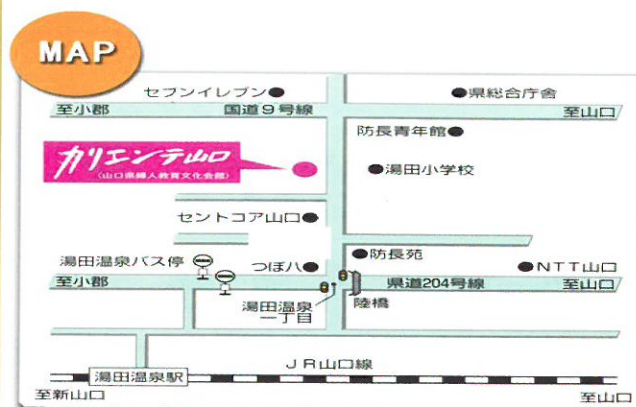 MAP
セブンイレブン
県総合庁舎
至小郡
国道9号線
至山口
防長青年館
カリエンテ山口
(山口県婦人教育文化会館)
湯田小学校
セントコア山口
湯田温泉バス停
つぼ八
防長苑
NTT山口
至小郡
県道204号線
至山口
湯田温泉
一丁目
陸橋
JR山口線
湯田温泉駅
至新山口
至山口